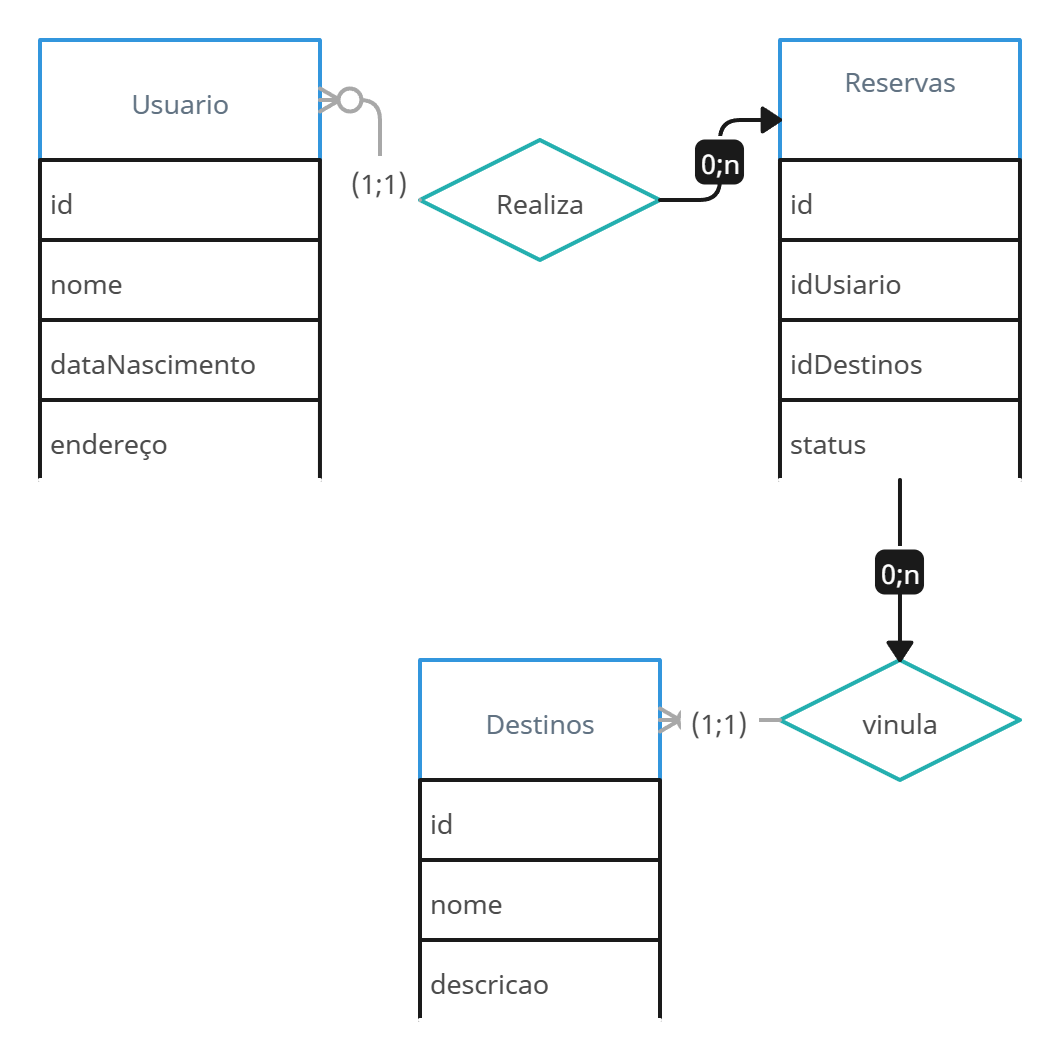 Usuario
id
nome
dataNascimento
endereço
(1;1)
Realiza
0;n
Reservas
id
idUsiario
idDestinos
status
0;n
vinula
(1;1)
Destinos
id
nome
descricao